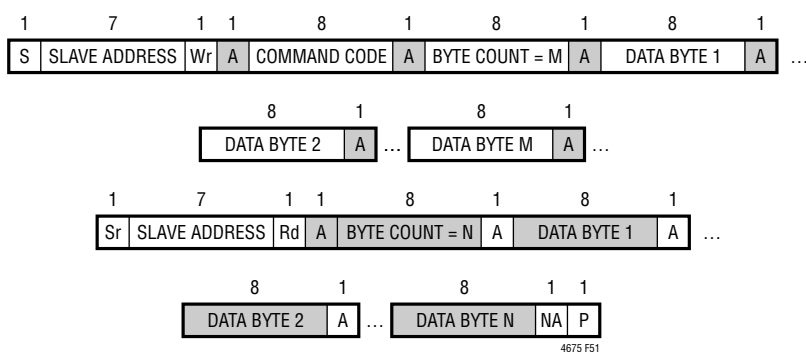 1 7 1 1 8 1 8 1 8 1
S SLAVE ADDRESS Wr A COMMAND CODE A BYTE COUNT = M A DATA BYTE 1 A …
8 1 8 1
DATA BYTE 2 A … DATA BYTE M A …
1 7 1 1 8 1 8 1
Sr SLAVE ADDRESS Rd A BYTE COUNT = N A DATA BYTE 1 A …
8 1 8 1 1
DATA BYTE 2 A … DATA BYTE N NA P
4675 F51